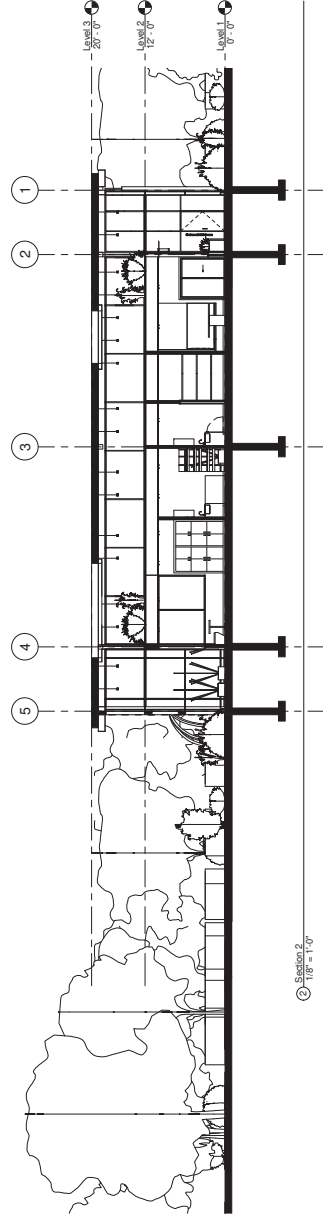 Level 3
20' - 0"
Level 2
12' - 0"
Level 1
0' - 0"
1
2
3
4
5
2
Section 2
1/8" = 1'-0"